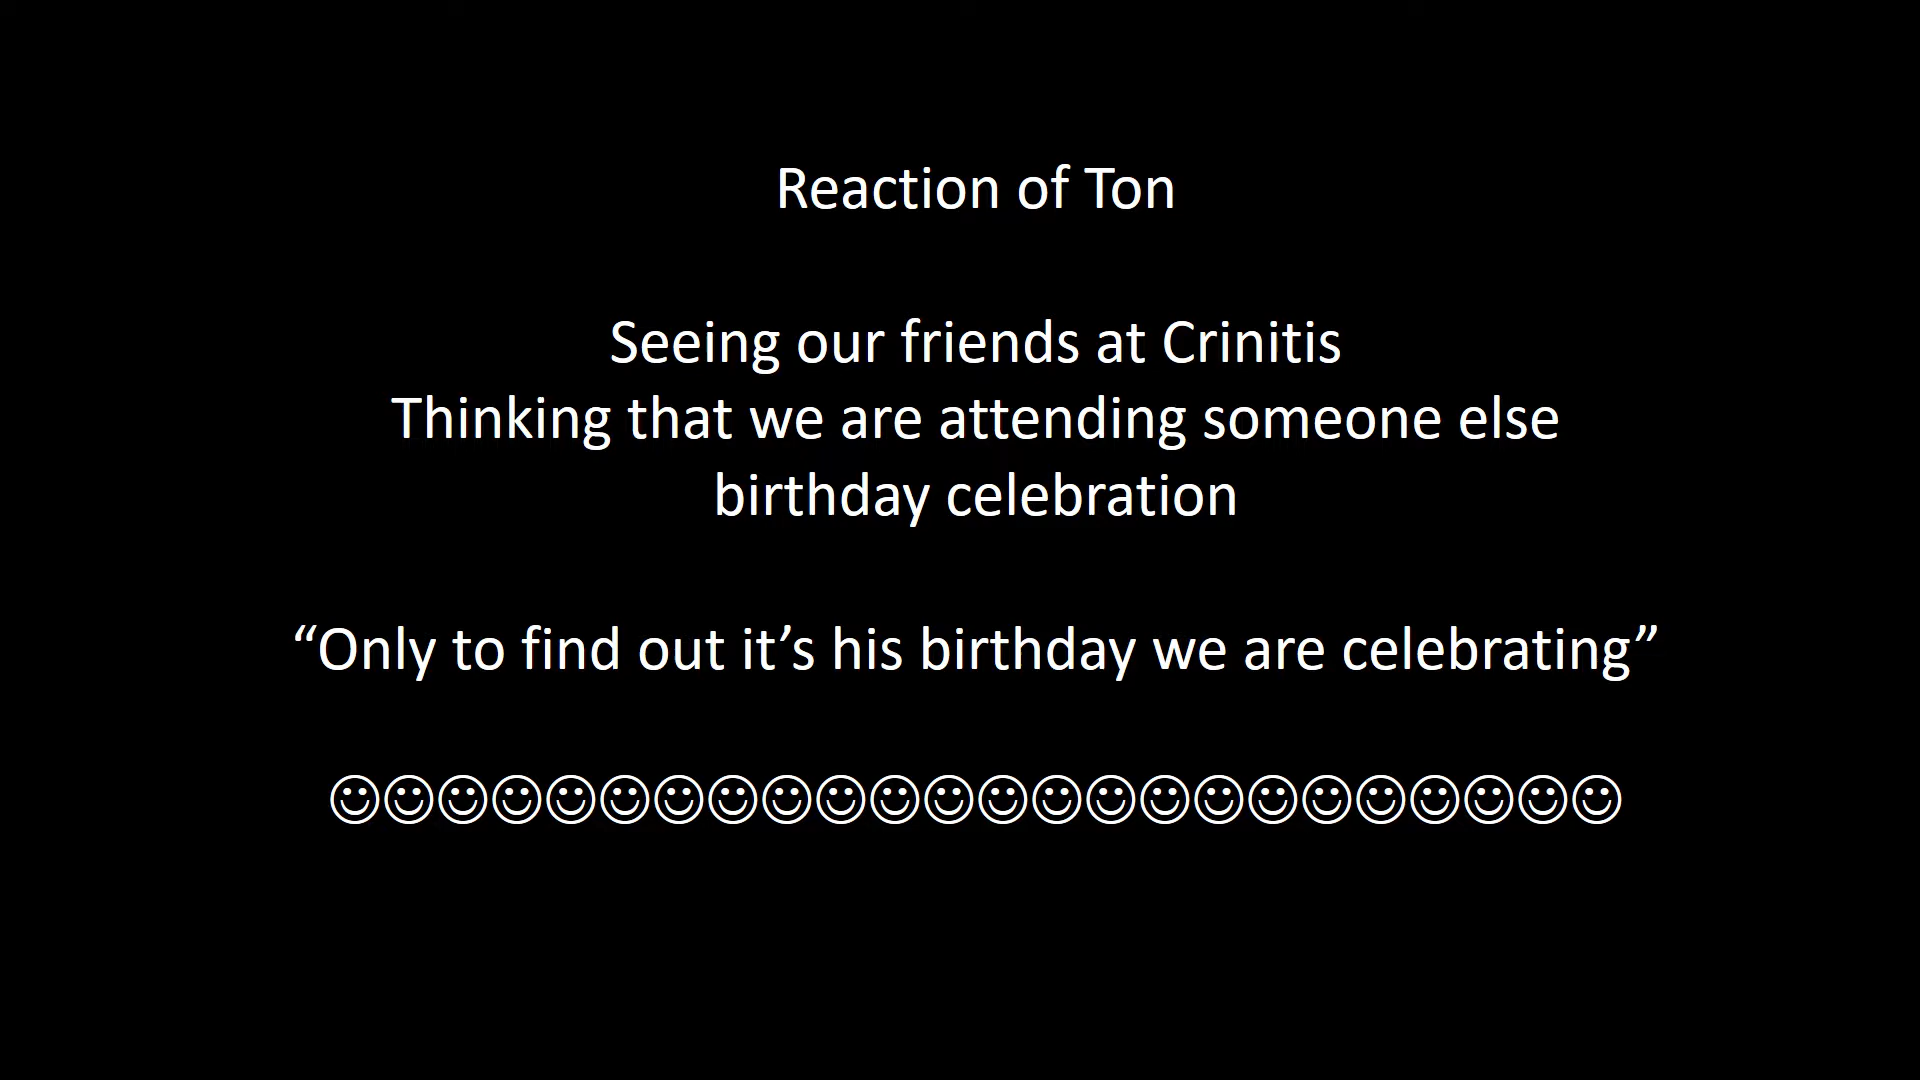 Reaction of Ton
Seeing our friends at Crinitis
Thinking that we are attending someone else
birthday celebration
“Only to find out it’s his birthday we are celebrating”
☺☺☺☺☺☺☺☺☺☺☺☺☺☺☺☺☺☺☺☺☺☺☺☺